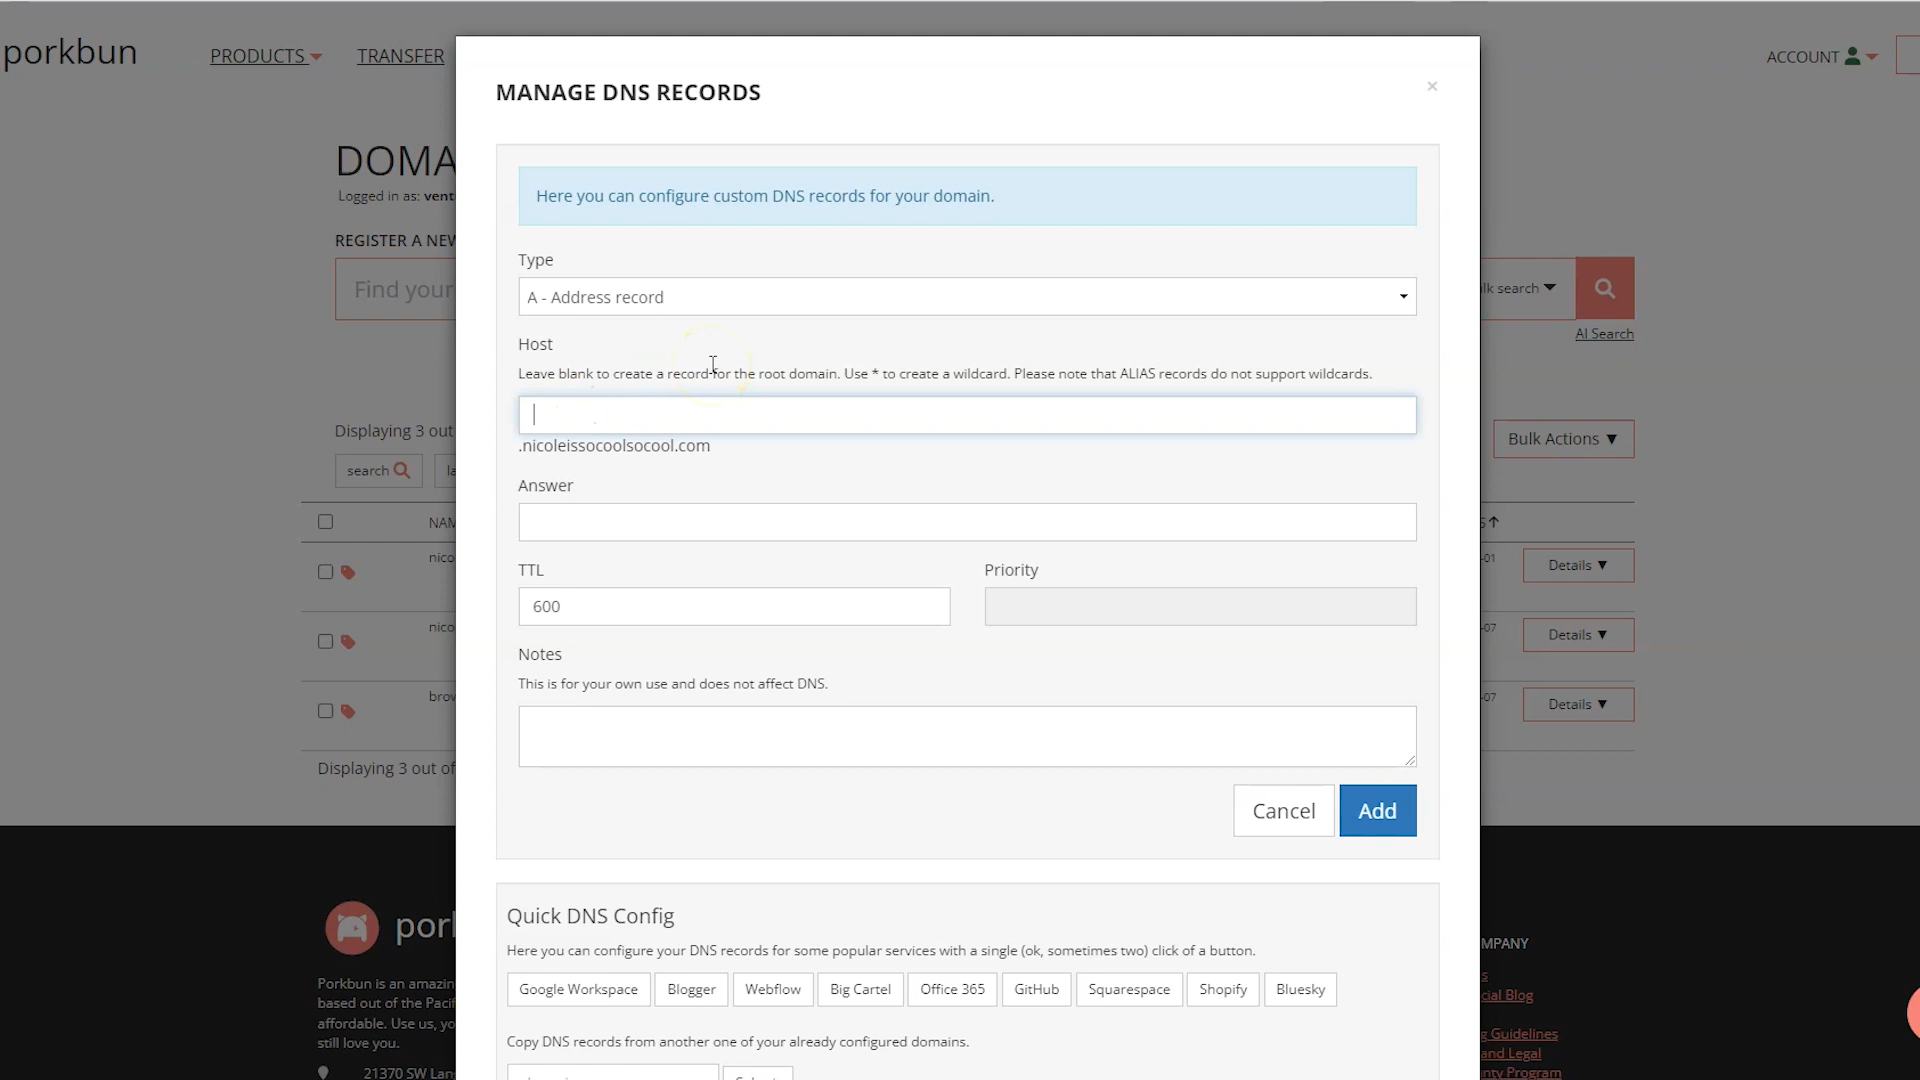 porkbun
PRODUCTS
TRANSFER
ACCOUNT
MANAGE DNS RECORDS
×
DOMA
Logged in as: vent
REGISTER A NEW
Find your
lk search
AI Search
Here you can configure custom DNS records for your domain.
Type
A - Address record
Host
Leave blank to create a record for the root domain. Use * to create a wildcard. Please note that ALIAS records do not support wildcards.
.nicoleissocoolsocool.com
Displaying 3 out
Bulk Actions ▼
search
la
Answer
NAM
S↑
nico
-01
Details ▼
TTL
Priority
600
nico
-07
Details ▼
Notes
This is for your own use and does not affect DNS.
brow
-07
Details ▼
Displaying 3 out of
Cancel
Add
Quick DNS Config
Here you can configure your DNS records for some popular services with a single (ok, sometimes two) click of a button.
Google Workspace
Blogger
Webflow
Big Cartel
Office 365
GitHub
Squarespace
Shopify
Bluesky
Copy DNS records from another one of your already configured domains.
por
Porkbun is an amazin
based out of the Pacif
affordable. Use us, yo
still love you.
21370 SW Lan
MPANY
s
cial Blog
g Guidelines
and Legal
nty Program